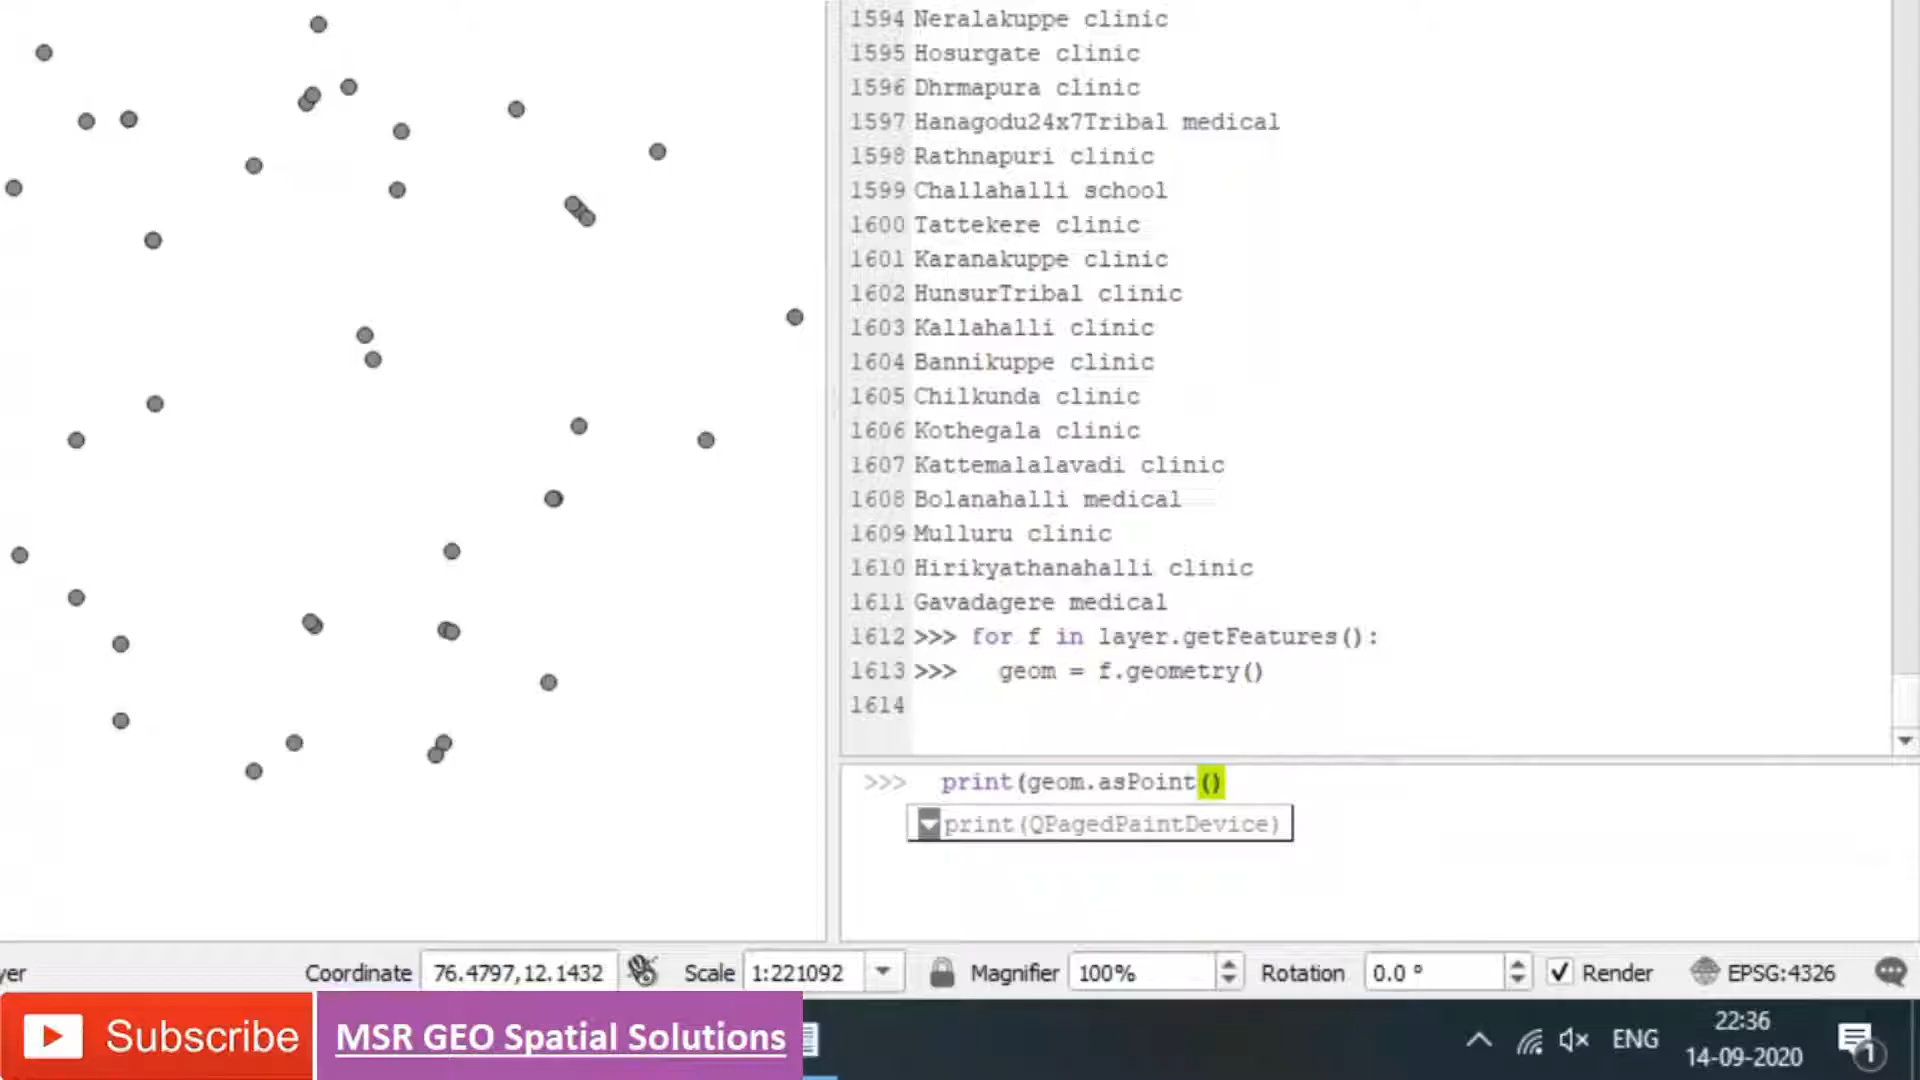 1594 Neralakuppe clinic
1595 Hosurgate clinic
1596 Dhrmapura clinic
1597 Hanagodu24x7Tribal medical
1598 Rathnapuri clinic
1599 Challahalli school
1600 Tattekere clinic
1601 Karanakuppe clinic
1602 HunsurTribal clinic
1603 Kallahalli clinic
1604 Bannikuppe clinic
1605 Chilkunda clinic
1606 Kothegala clinic
1607 Kattemalalavadi clinic
1608 Bolanahalli medical
1609 Mulluru clinic
1610 Hirikyathanahalli clinic
1611 Gavadagere medical
1612 >>> for f in layer.getFeatures():
1613 >>>   geom = f.geometry()
1614
>>>   print(geom.asPoint()
print(QPagedPaintDevice)
yer Coordinate 76.4797,12.1432 Scale 1:221092 Magnifier 100% Rotation 0.0 ° Render EPSG:4326
Subscribe MSR GEO Spatial Solutions
ENG 22:36
14-09-2020
1